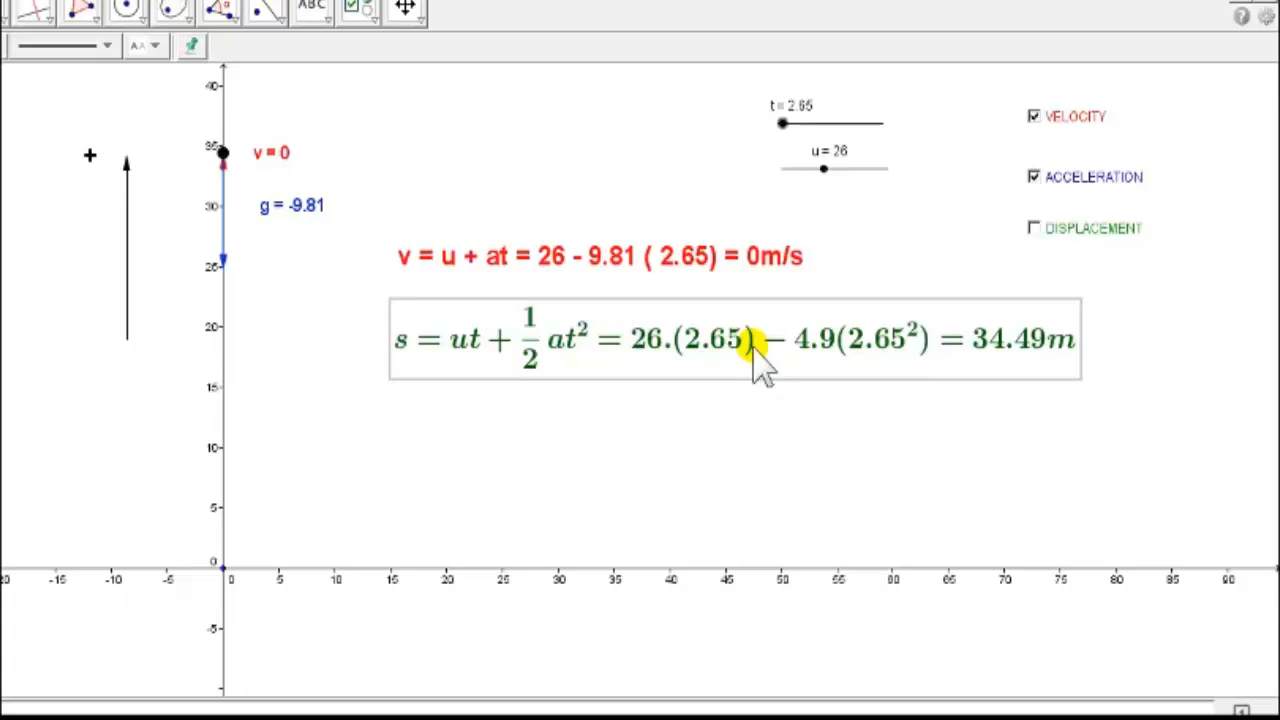 ABC
AA
t = 2.65
u = 26
VELOCITY
ACCELERATION
DISPLACEMENT
+
v = 0
g = -9.81
v = u + at = 26 - 9.81 ( 2.65) = 0m/s
s = ut + 1/2 at² = 26.(2.65) − 4.9(2.65²) = 34.49m
40
35
30
25
20
15
10
5
0
-5
-15 -10 -5 0 5 10 15 20 25 30 35 40 45 50 55 60 65 70 75 80 85 90
1